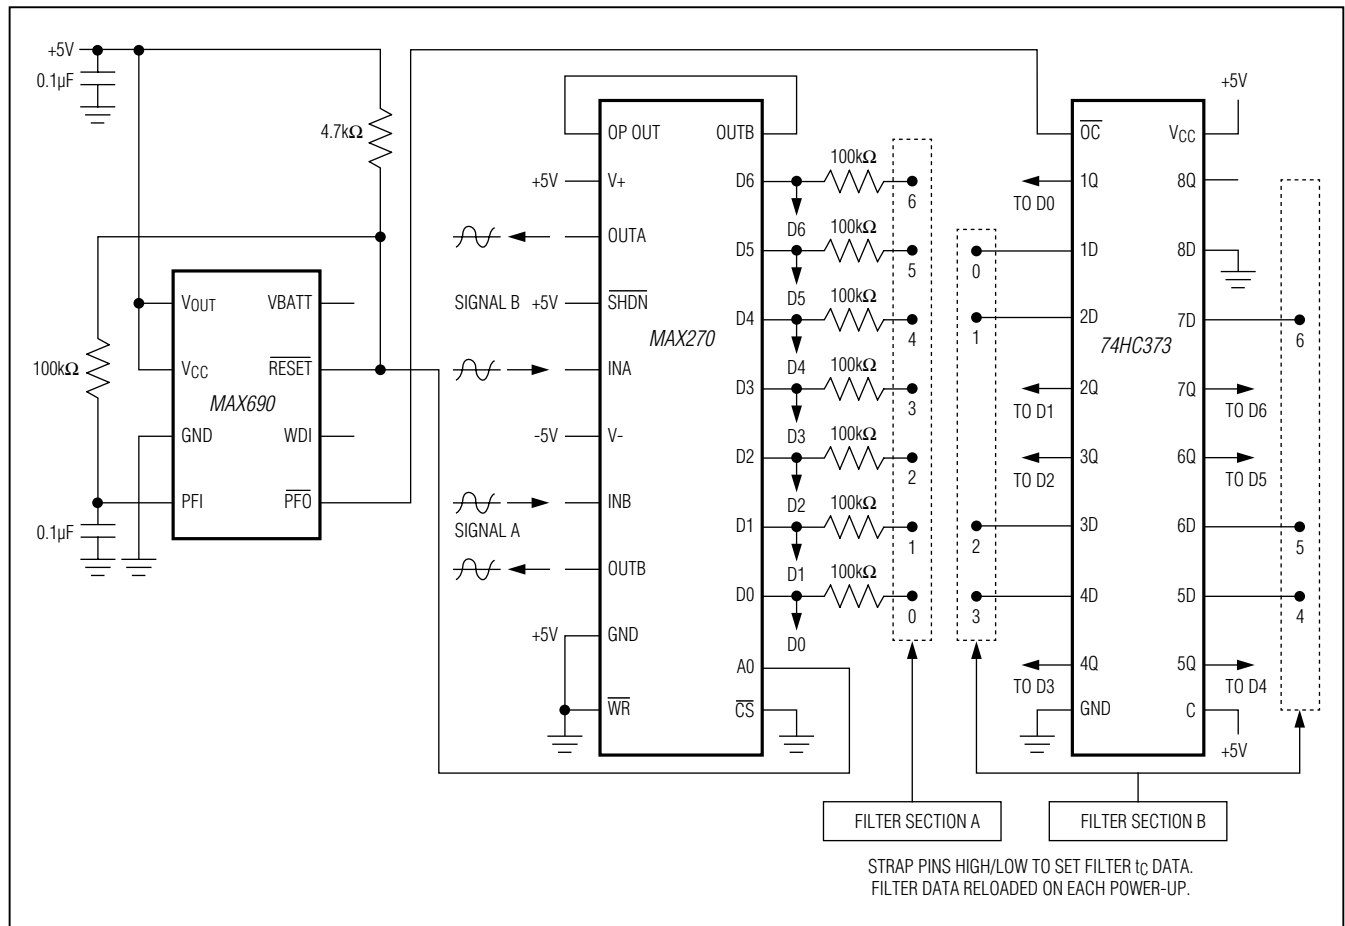 +5V
0.1µF
4.7kΩ
100kΩ
0.1µF
VOUT
VCC
GND
PFI
VBATT
RESET
WDI
PFO
MAX690
+5V
SIGNAL B +5V
-5V
SIGNAL A
+5V
OP OUT
V+
OUTA
SHDN
INA
V-
INB
OUTB
GND
WR
MAX270
OUTB
D6
D5
D4
D3
D2
D1
D0
A0
CS
100kΩ
D6
6
100kΩ
D5
5
100kΩ
D4
4
100kΩ
D3
3
100kΩ
D2
2
100kΩ
D1
1
100kΩ
D0
0
0
1
2
3
TO D0
TO D1
TO D2
TO D3
OC
1Q
1D
2D
2Q
3Q
3D
4D
4Q
GND
74HC373
VCC
8Q
8D
7D
7Q
6Q
6D
5D
5Q
C
+5V
6
TO D6
TO D5
5
4
TO D4
+5V
FILTER SECTION A
FILTER SECTION B
STRAP PINS HIGH/LOW TO SET FILTER tC DATA.
FILTER DATA RELOADED ON EACH POWER-UP.